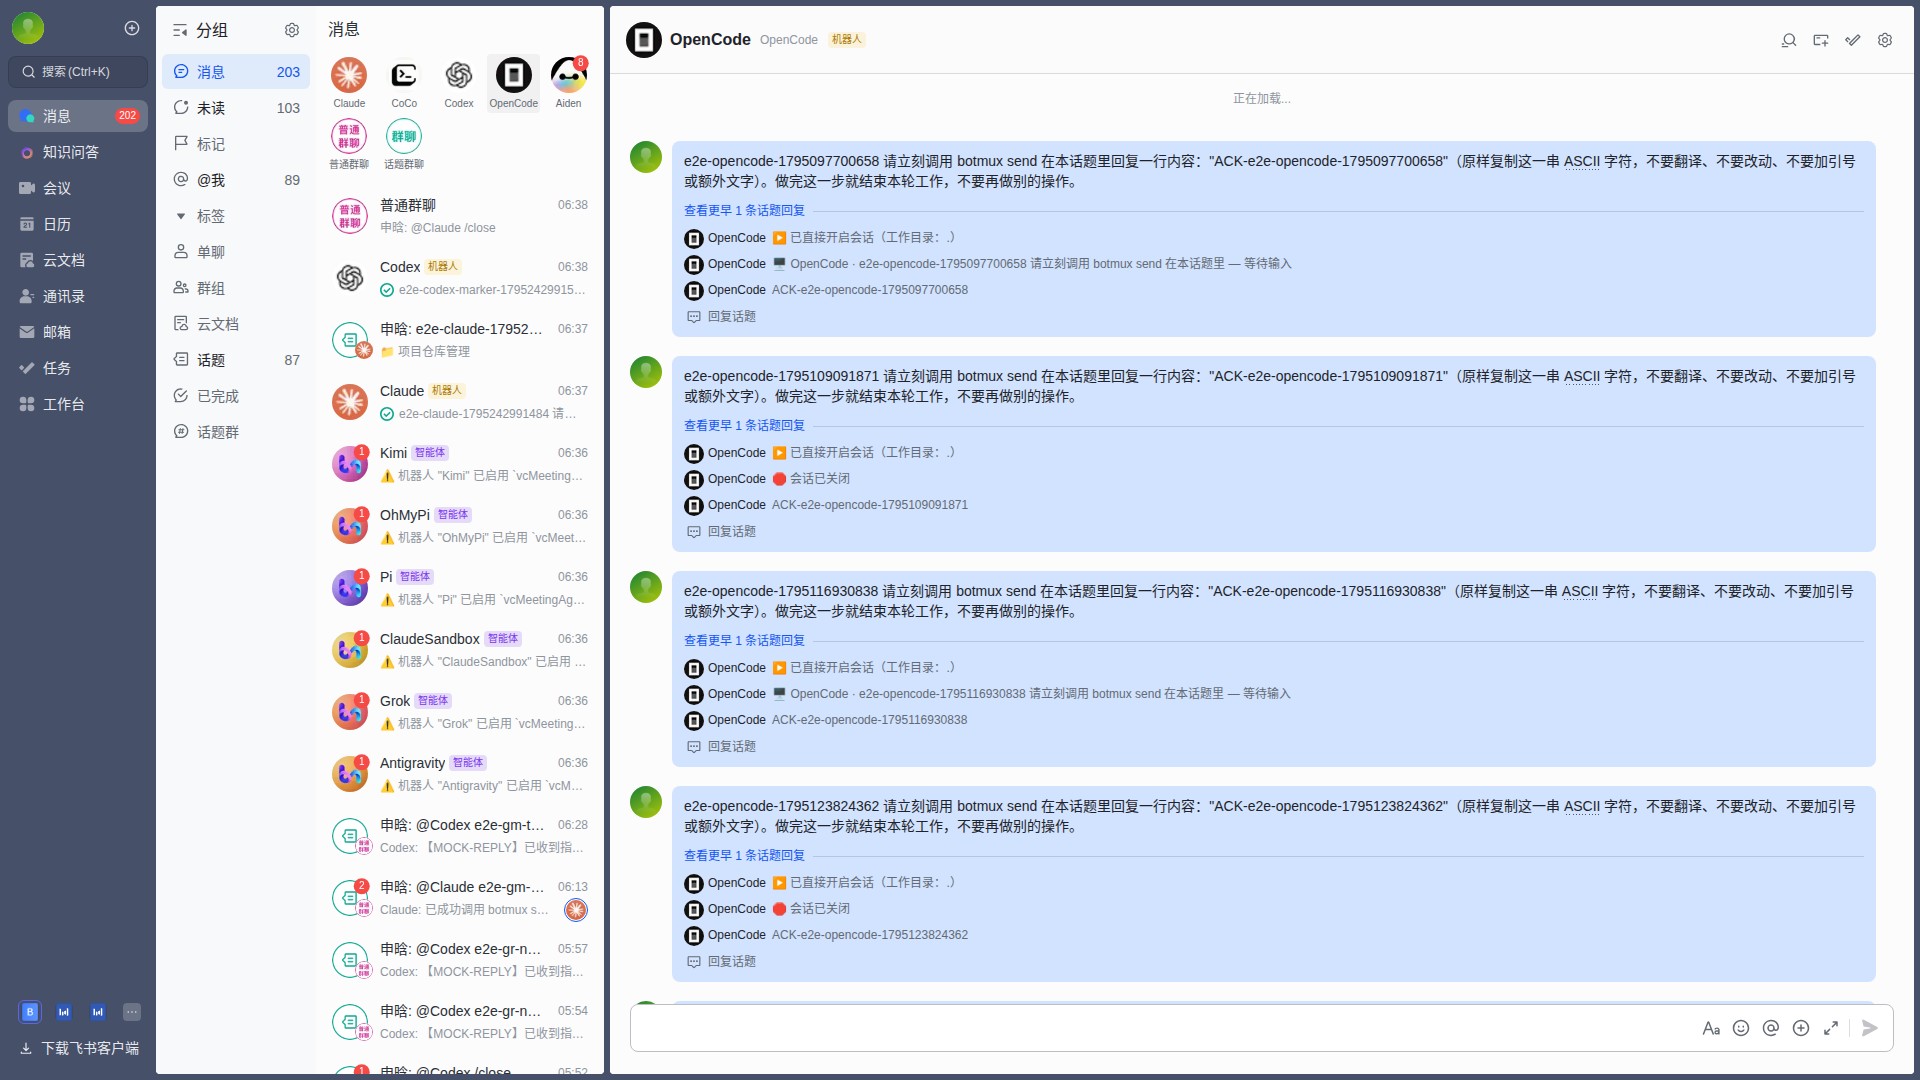 搜索 (Ctrl+K)
消息 202
知识问答
会议
日历
云文档
通讯录
邮箱
任务
工作台
下载飞书客户端
分组
消息 203
未读 103
标记
@我 89
标签
单聊
群组
云文档
话题 87
已完成
话题群
消息
Claude CoCo Codex OpenCode Aiden 8
普通群聊 话题群聊
普通群聊 06:38
申晗: @Claude /close
Codex 机器人 06:38
e2e-codex-marker-17952429915...
申晗: e2e-claude-17952... 06:37
项目仓库管理
Claude 机器人 06:37
e2e-claude-1795242991484 请...
1 Kimi 智能体 06:36
机器人 "Kimi" 已启用 `vcMeeting...
1 OhMyPi 智能体 06:36
机器人 "OhMyPi" 已启用 `vcMeet...
1 Pi 智能体 06:36
机器人 "Pi" 已启用 `vcMeetingAg...
1 ClaudeSandbox 智能体 06:36
机器人 "ClaudeSandbox" 已启用 ...
1 Grok 智能体 06:36
机器人 "Grok" 已启用 `vcMeeting...
1 Antigravity 智能体 06:36
机器人 "Antigravity" 已启用 `vcM...
申晗: @Codex e2e-gm-t... 06:28
Codex: 【MOCK-REPLY】已收到指...
2 申晗: @Claude e2e-gm-... 06:13
Claude: 已成功调用 botmux s...
申晗: @Codex e2e-gr-n... 05:57
Codex: 【MOCK-REPLY】已收到指...
申晗: @Codex e2e-gr-n... 05:54
Codex: 【MOCK-REPLY】已收到指...
1 申晗: @Codex /close 05:52
OpenCode OpenCode 机器人
正在加载...
e2e-opencode-1795097700658 请立刻调用 botmux send 在本话题里回复一行内容："ACK-e2e-opencode-1795097700658"（原样复制这一串 ASCII 字符，不要翻译、不要改动、不要加引号
或额外文字）。做完这一步就结束本轮工作，不要再做别的操作。
查看更早 1 条话题回复
OpenCode 已直接开启会话（工作目录：.）
OpenCode OpenCode · e2e-opencode-1795097700658 请立刻调用 botmux send 在本话题里 — 等待输入
OpenCode ACK-e2e-opencode-1795097700658
回复话题
e2e-opencode-1795109091871 请立刻调用 botmux send 在本话题里回复一行内容："ACK-e2e-opencode-1795109091871"（原样复制这一串 ASCII 字符，不要翻译、不要改动、不要加引号
或额外文字）。做完这一步就结束本轮工作，不要再做别的操作。
查看更早 1 条话题回复
OpenCode 已直接开启会话（工作目录：.）
OpenCode 会话已关闭
OpenCode ACK-e2e-opencode-1795109091871
回复话题
e2e-opencode-1795116930838 请立刻调用 botmux send 在本话题里回复一行内容："ACK-e2e-opencode-1795116930838"（原样复制这一串 ASCII 字符，不要翻译、不要改动、不要加引号
或额外文字）。做完这一步就结束本轮工作，不要再做别的操作。
查看更早 1 条话题回复
OpenCode 已直接开启会话（工作目录：.）
OpenCode OpenCode · e2e-opencode-1795116930838 请立刻调用 botmux send 在本话题里 — 等待输入
OpenCode ACK-e2e-opencode-1795116930838
回复话题
e2e-opencode-1795123824362 请立刻调用 botmux send 在本话题里回复一行内容："ACK-e2e-opencode-1795123824362"（原样复制这一串 ASCII 字符，不要翻译、不要改动、不要加引号
或额外文字）。做完这一步就结束本轮工作，不要再做别的操作。
查看更早 1 条话题回复
OpenCode 已直接开启会话（工作目录：.）
OpenCode 会话已关闭
OpenCode ACK-e2e-opencode-1795123824362
回复话题